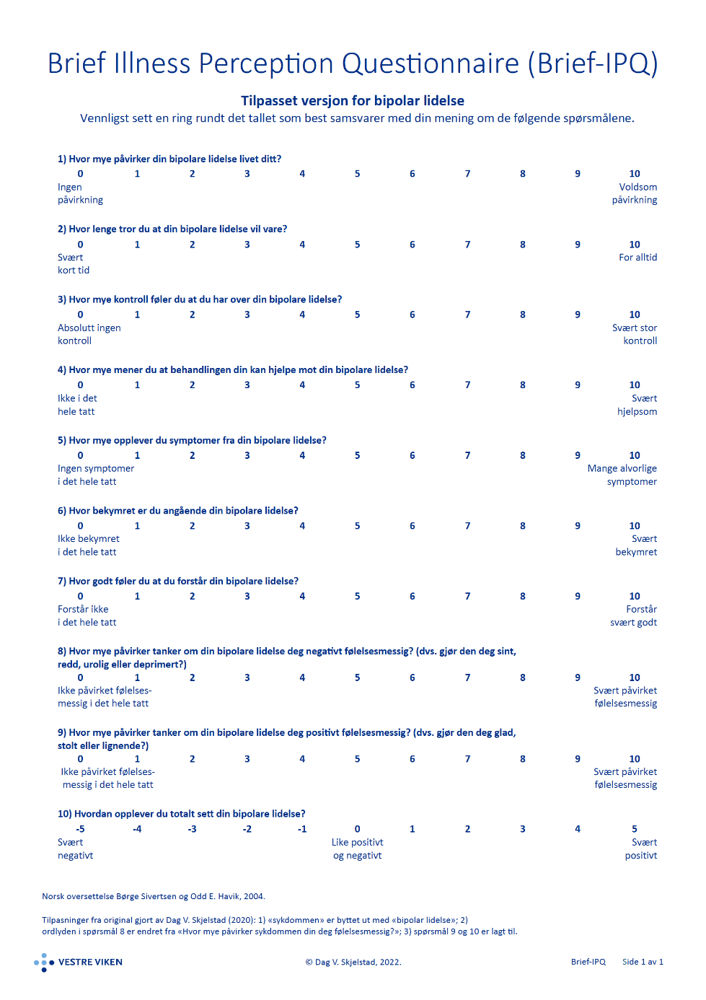 Brief Illness Perception Questionnaire (Brief-IPQ)
Tilpasset versjon for bipolar lidelse
Vennligst sett en ring rundt det tallet som best samsvarer med din mening om de følgende spørsmålene.
1) Hvor mye påvirker din bipolare lidelse livet ditt?
0 1 2 3 4 5 6 7 8 9 10
Ingen Voldsom
påvirkning påvirkning
2) Hvor lenge tror du at din bipolare lidelse vil vare?
0 1 2 3 4 5 6 7 8 9 10
Svært For alltid
kort tid
3) Hvor mye kontroll føler du at du har over din bipolare lidelse?
0 1 2 3 4 5 6 7 8 9 10
Absolutt ingen Svært stor
kontroll kontroll
4) Hvor mye mener du at behandlingen din kan hjelpe mot din bipolare lidelse?
0 1 2 3 4 5 6 7 8 9 10
Ikke i det Svært
hele tatt hjelpsom
5) Hvor mye opplever du symptomer fra din bipolare lidelse?
0 1 2 3 4 5 6 7 8 9 10
Ingen symptomer Mange alvorlige
i det hele tatt symptomer
6) Hvor bekymret er du angående din bipolare lidelse?
0 1 2 3 4 5 6 7 8 9 10
Ikke bekymret Svært
i det hele tatt bekymret
7) Hvor godt føler du at du forstår din bipolare lidelse?
0 1 2 3 4 5 6 7 8 9 10
Forstår ikke Forstår
i det hele tatt svært godt
8) Hvor mye påvirker tanker om din bipolare lidelse deg negativt følelsesmessig? (dvs. gjør den deg sint,
redd, urolig eller deprimert?)
0 1 2 3 4 5 6 7 8 9 10
Ikke påvirket følelses- Svært påvirket
messig i det hele tatt følelesmessig
9) Hvor mye påvirker tanker om din bipolare lidelse deg positivt følelsesmessig? (dvs. gjør den deg glad,
stolt eller lignende?)
0 1 2 3 4 5 6 7 8 9 10
Ikke påvirket følelses- Svært påvirket
messig i det hele tatt følelesmessig
10) Hvordan opplever du totalt sett din bipolare lidelse?
-5 -4 -3 -2 -1 0 1 2 3 4 5
Svært Like positivt Svært
negativt og negativt positivt
Norsk oversettelse Børge Sivertsen og Odd E. Havik, 2004.
Tilpasninger fra original gjort av Dag V. Skjelstad (2020): 1) «sykdommen» er byttet ut med «bipolar lidelse»; 2)
ordlyden i spørsmål 8 er endret fra «Hvor mye påvirker sykdommen din deg følelsesmessig?»; 3) spørsmål 9 og 10 er lagt til.
VESTRE VIKEN © Dag V. Skjelstad, 2022. Brief-IPQ Side 1 av 1